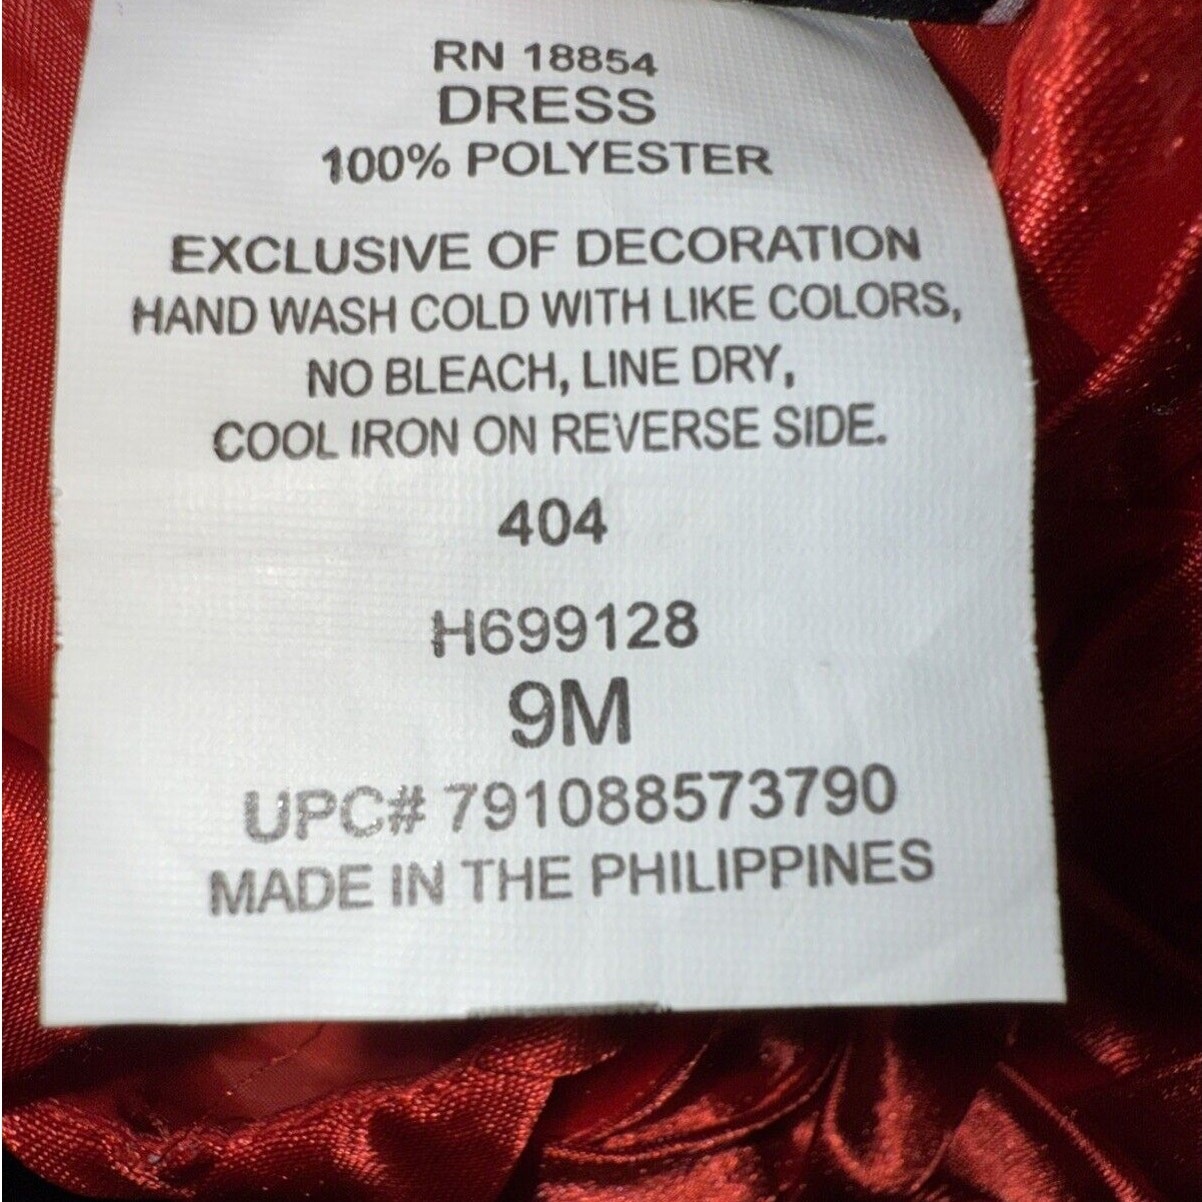 RN 18854
DRESS
100% POLYESTER
EXCLUSIVE OF DECORATION
HAND WASH COLD WITH LIKE COLORS,
NO BLEACH, LINE DRY,
COOL IRON ON REVERSE SIDE.
404
H699128
9M
UPC# 791088573790
MADE IN THE PHILIPPINES